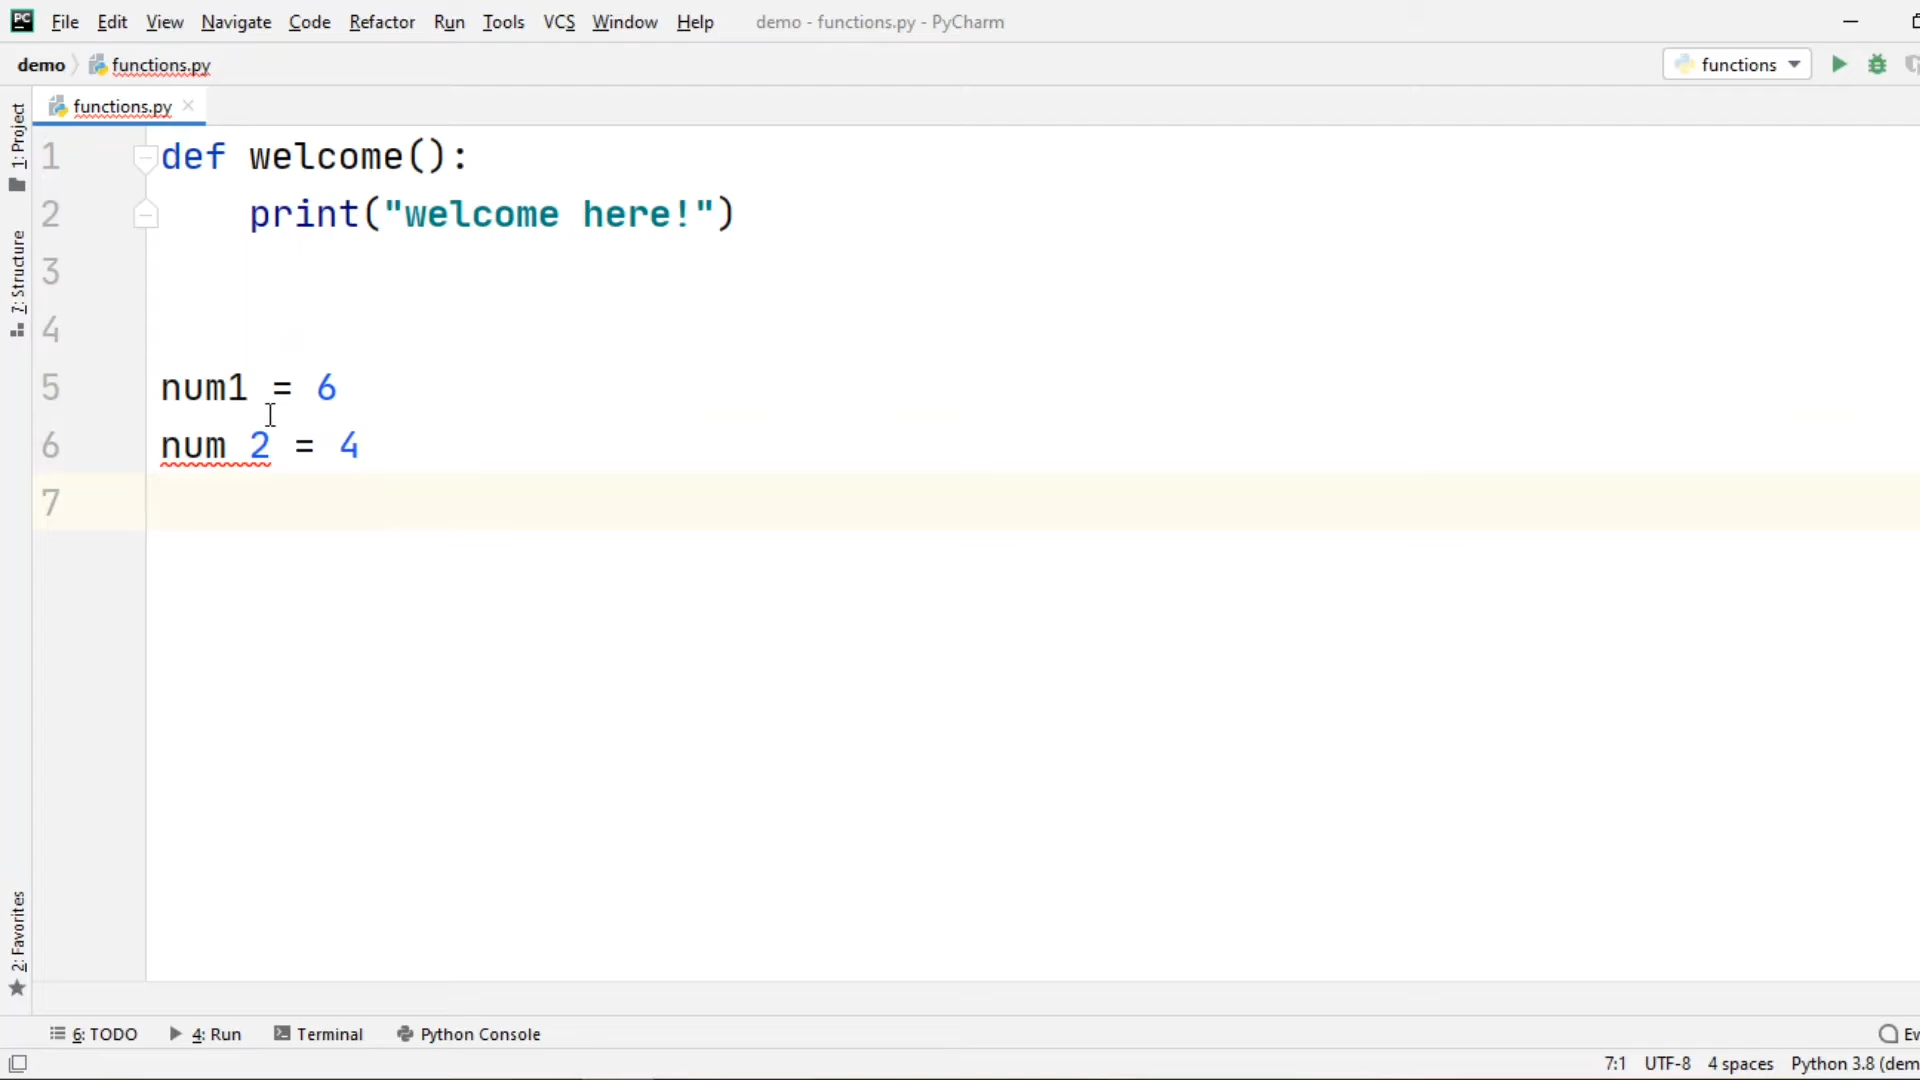 PC File Edit View Navigate Code Refactor Run Tools VCS Window Help demo - functions.py - PyCharm
demo functions.py functions
functions.py
1: Project
7: Structure
2: Favorites
1 def welcome():
2 print("welcome here!")
3
4
5 num1 = 6
6 num 2 = 4
7
6: TODO 4: Run Terminal Python Console
7:1 UTF-8 4 spaces Python 3.8 (dem